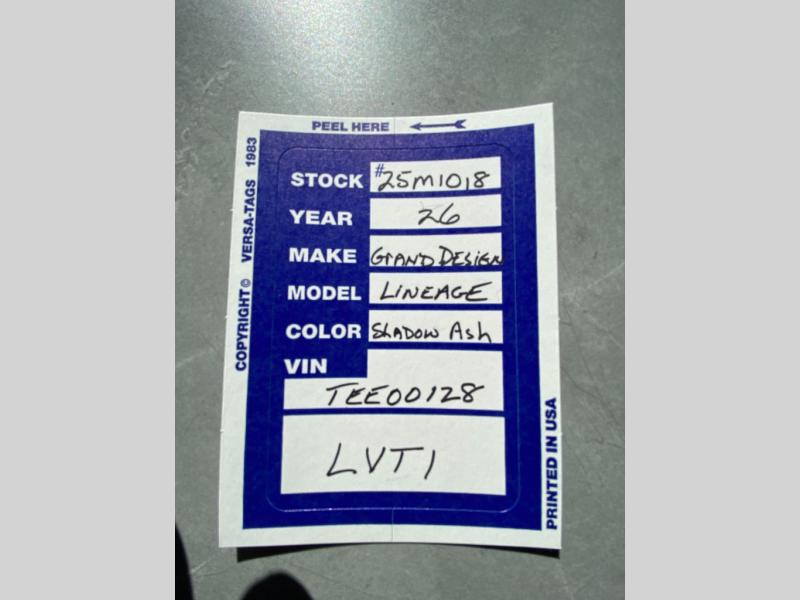 PEEL HERE
COPYRIGHT © VERSA-TAGS 1983
STOCK #25M1018
YEAR 26
MAKE GRAND DESIGN
MODEL LINEAGE
COLOR SHADOW ASH
VIN
TEE00128
LVT1
PRINTED IN USA